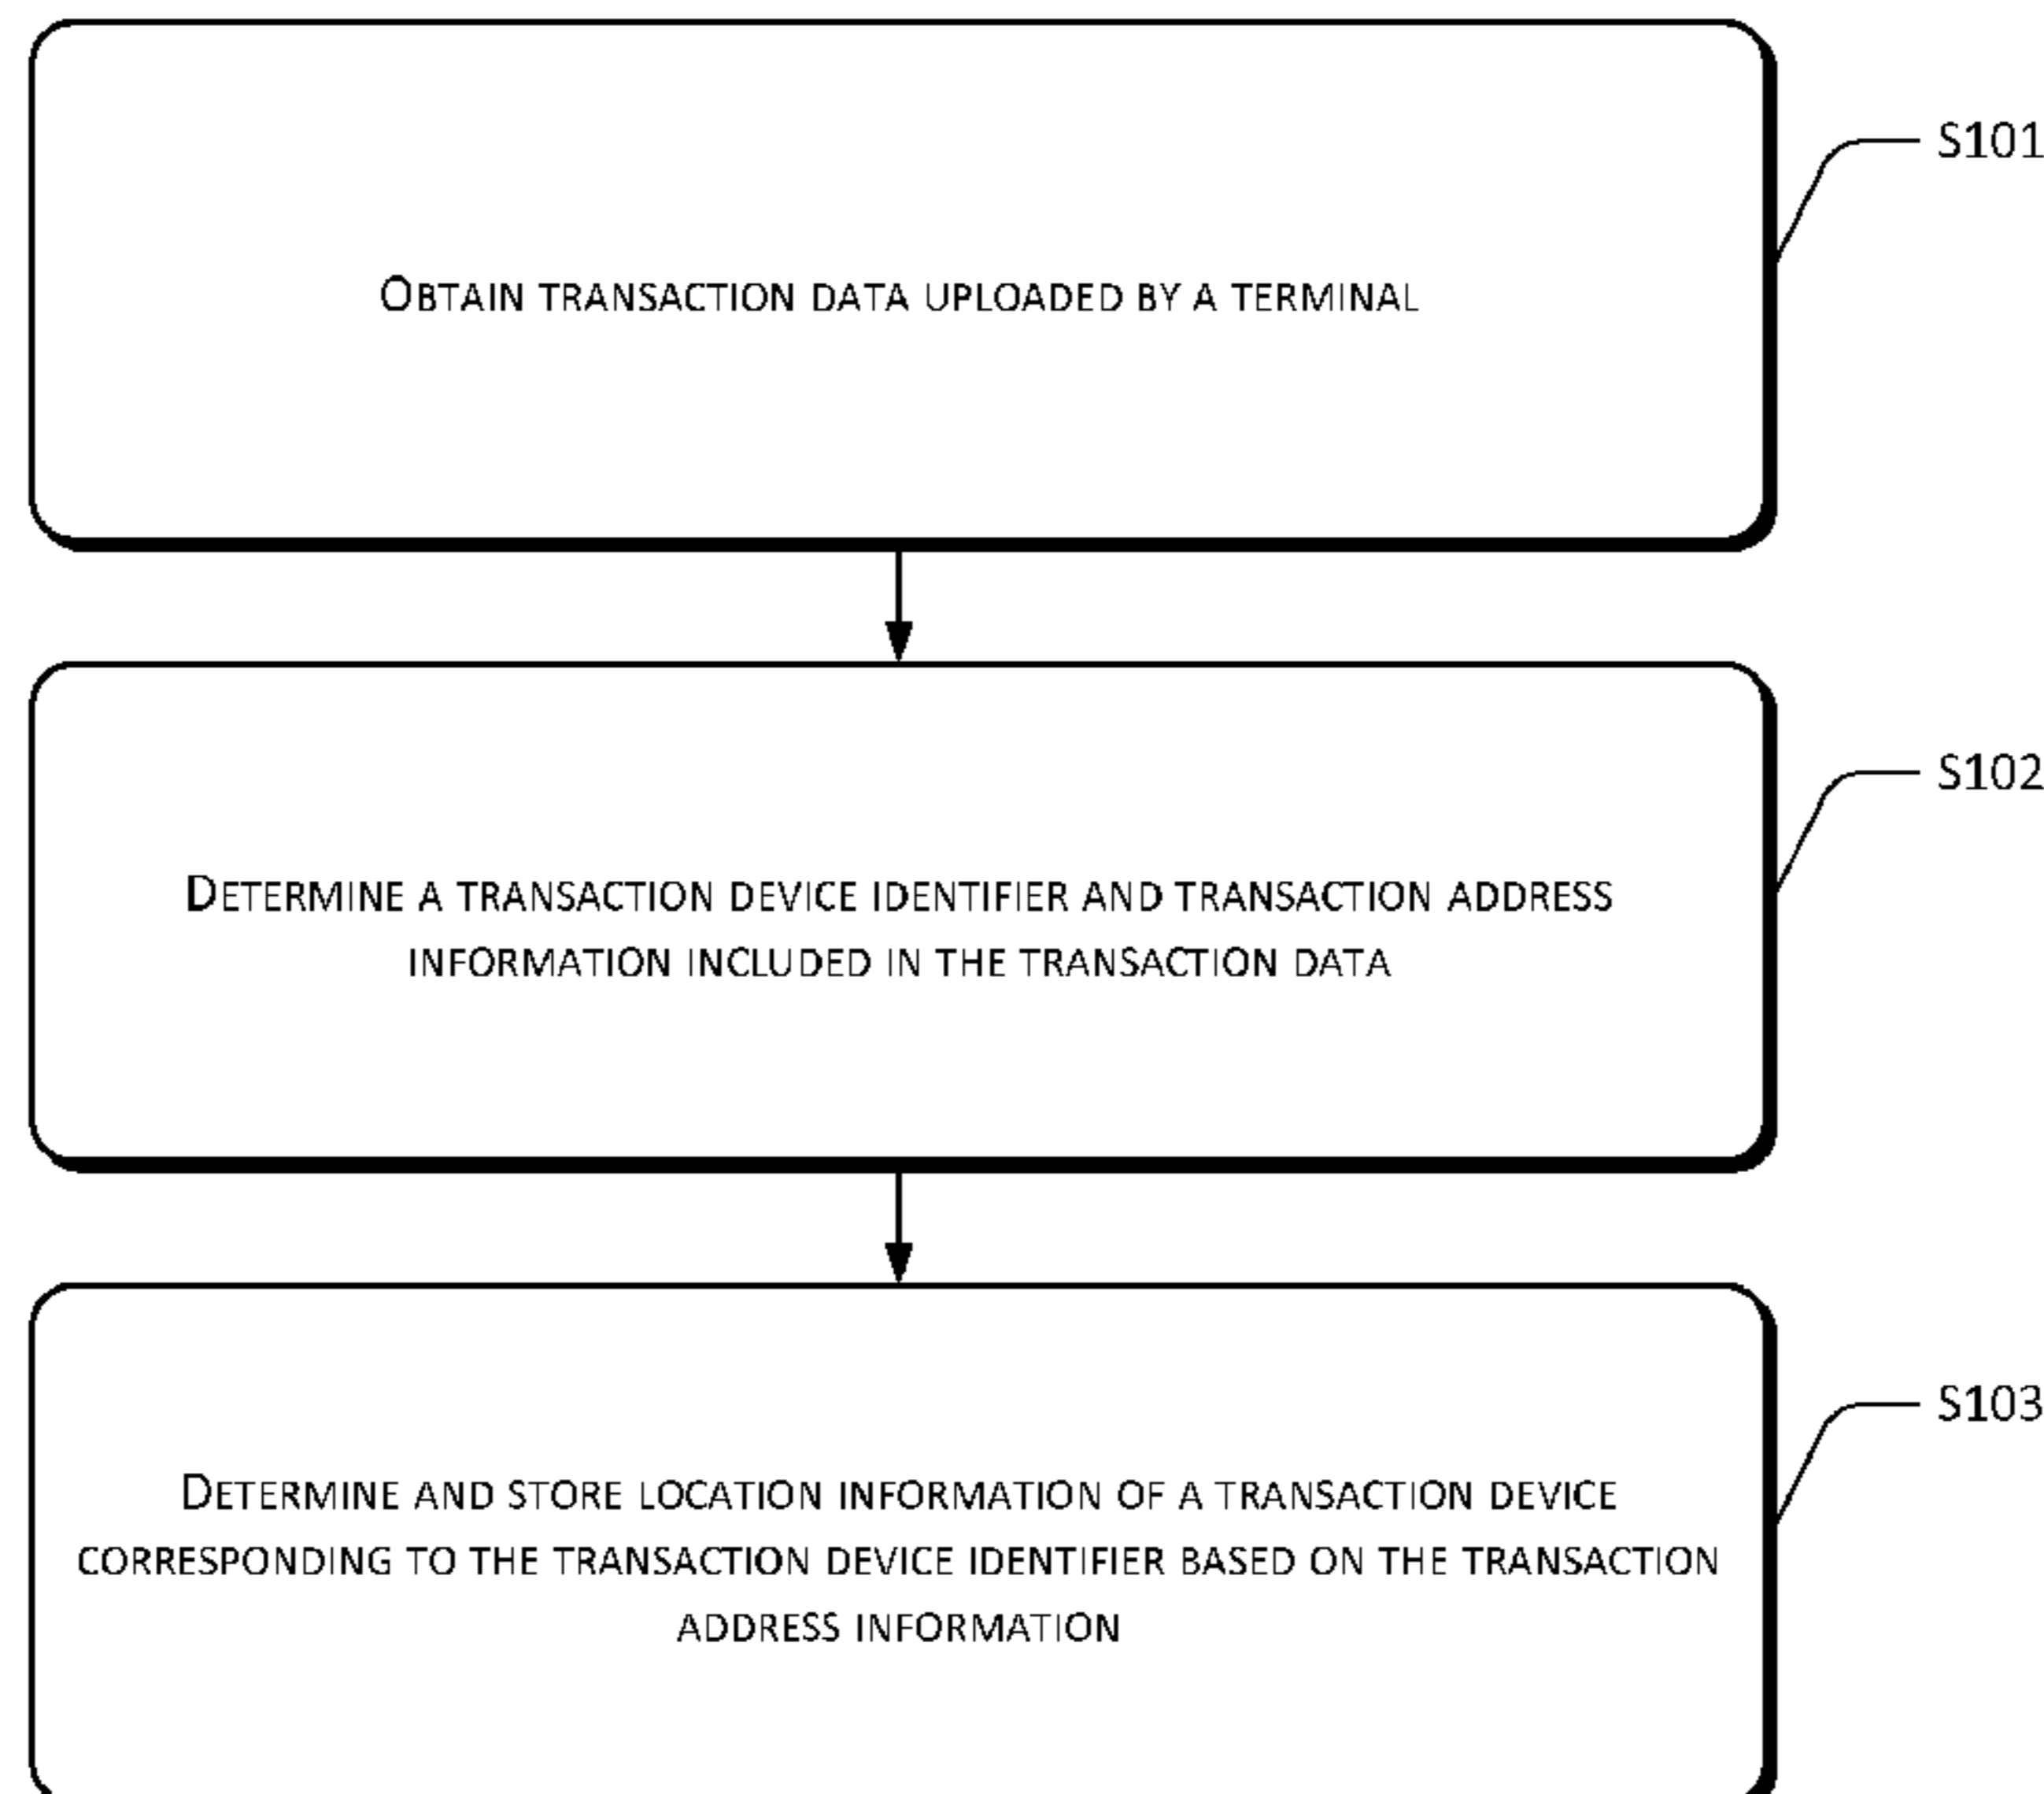 S101
OBTAIN TRANSACTION DATA UPLOADED BY A TERMINAL
S102
DETERMINE A TRANSACTION DEVICE IDENTIFIER AND TRANSACTION ADDRESS
INFORMATION INCLUDED IN THE TRANSACTION DATA
S103
DETERMINE AND STORE LOCATION INFORMATION OF A TRANSACTION DEVICE
CORRESPONDING TO THE TRANSACTION DEVICE IDENTIFIER BASED ON THE TRANSACTION
ADDRESS INFORMATION